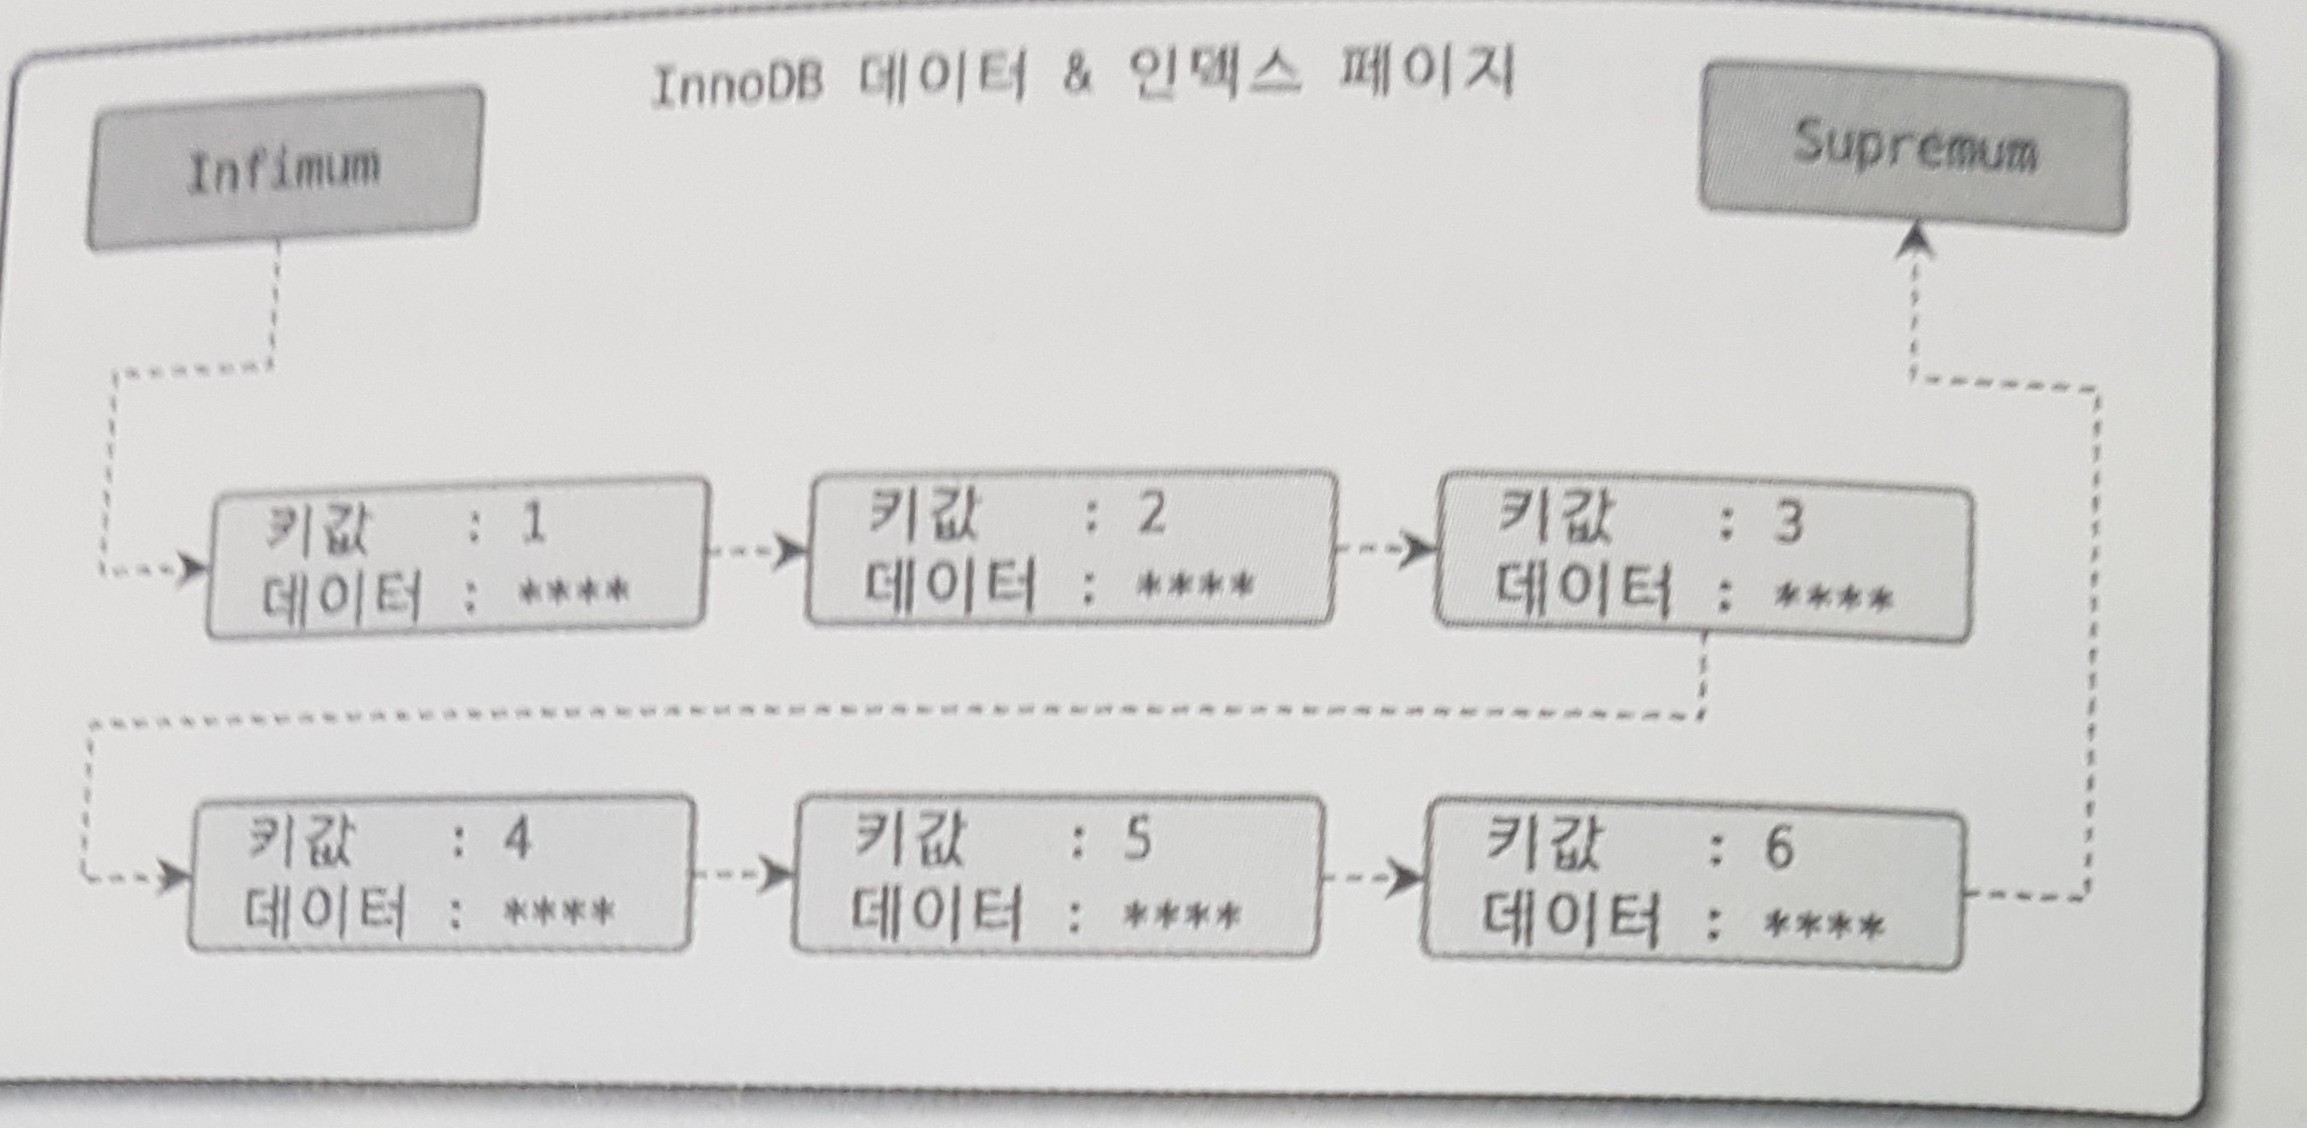 InnoDB 데이터 & 인덱스 페이지
Infimum
Supremum
키값 : 1
데이터 : ****
키값 : 2
데이터 : ****
키값 : 3
데이터 : ****
키값 : 4
데이터 : ****
키값 : 5
데이터 : ****
키값 : 6
데이터 : ****